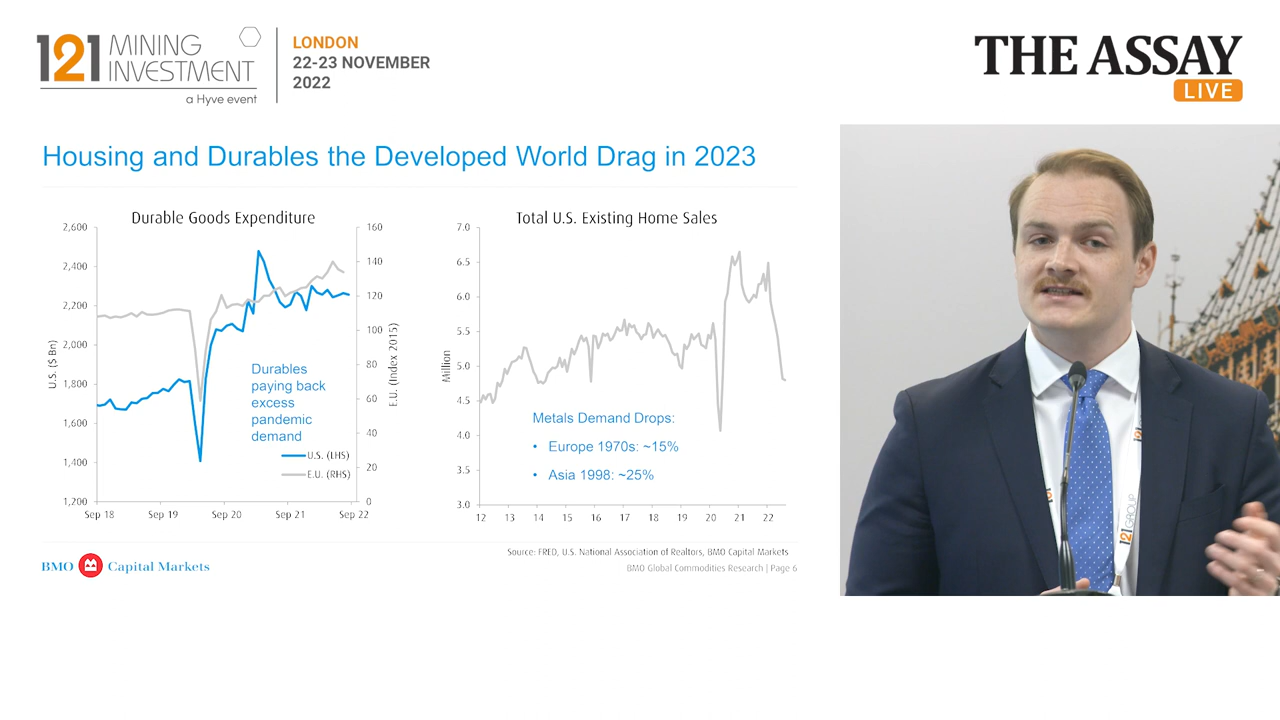 121 MINING INVESTMENT
a Hyve event
LONDON
22-23 NOVEMBER
2022
THE ASSAY
LIVE
Housing and Durables the Developed World Drag in 2023
Durable Goods Expenditure
2,600
2,400
2,200
2,000
1,800
1,600
1,400
1,200
U.S. ($ Bn)
160
140
120
100
80
60
40
20
0
E.U. (Index 2015)
Durables
paying back
excess
pandemic
demand
U.S. (LHS)
E.U. (RHS)
Sep 18 Sep 19 Sep 20 Sep 21 Sep 22
Total U.S. Existing Home Sales
7.0
6.5
6.0
5.5
5.0
4.5
4.0
3.5
3.0
Million
Metals Demand Drops:
• Europe 1970s: ~15%
• Asia 1998: ~25%
12 13 14 15 16 17 18 19 20 21 22
Source: FRED, U.S. National Association of Realtors, BMO Capital Markets
BMO Capital Markets
BMO Global Commodities Research | Page 6
121 GROUP